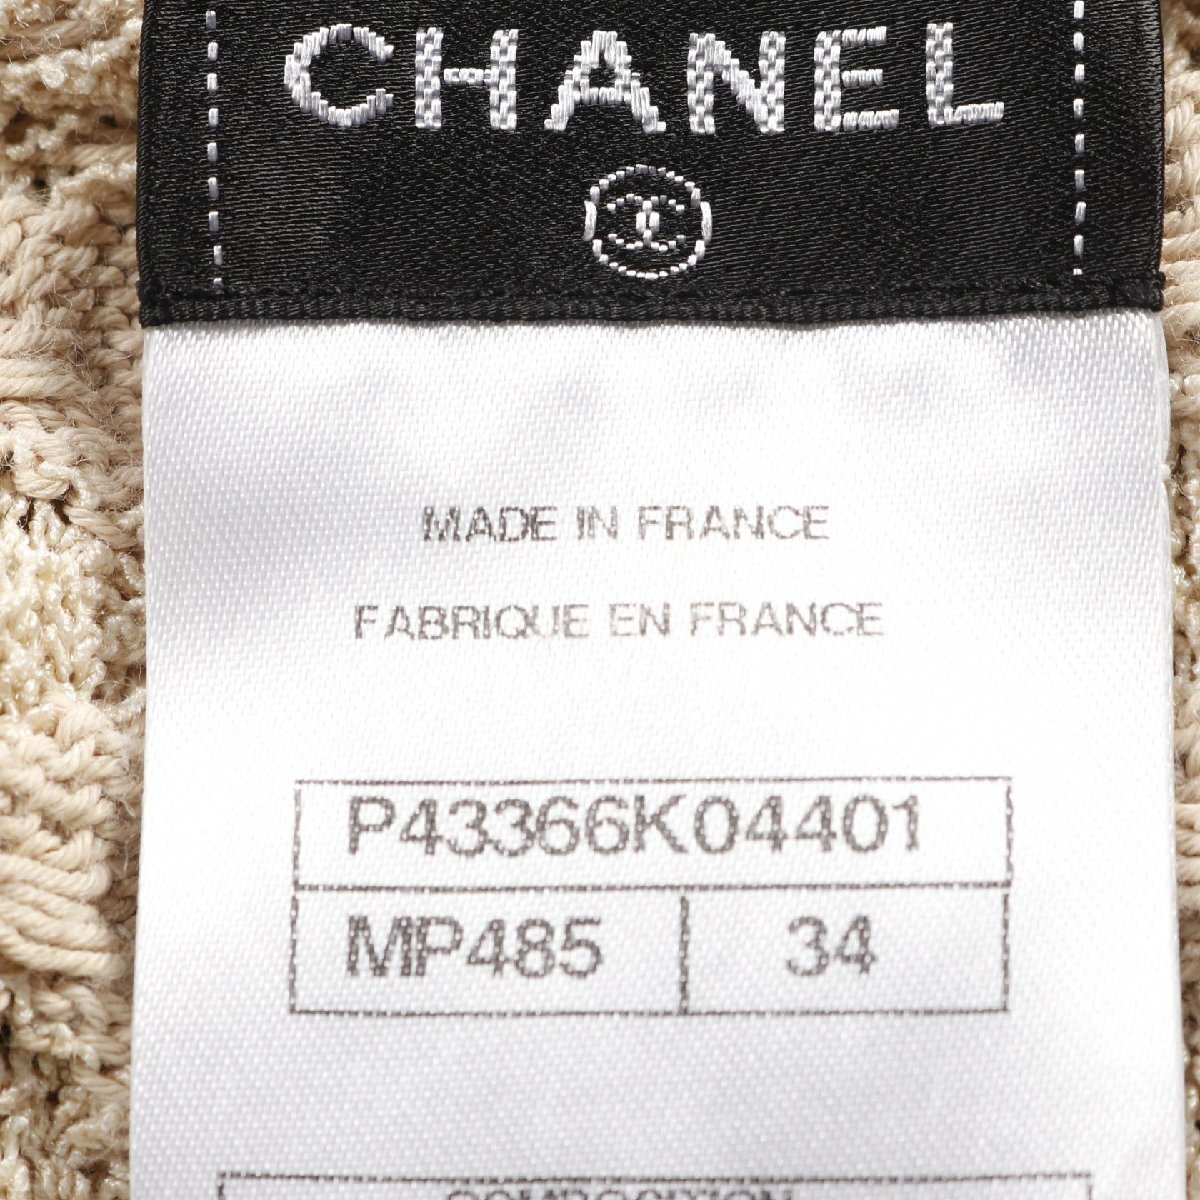 CHANEL
MADE IN FRANCE
FABRIQUE EN FRANCE
P43366K04401
MP485 34